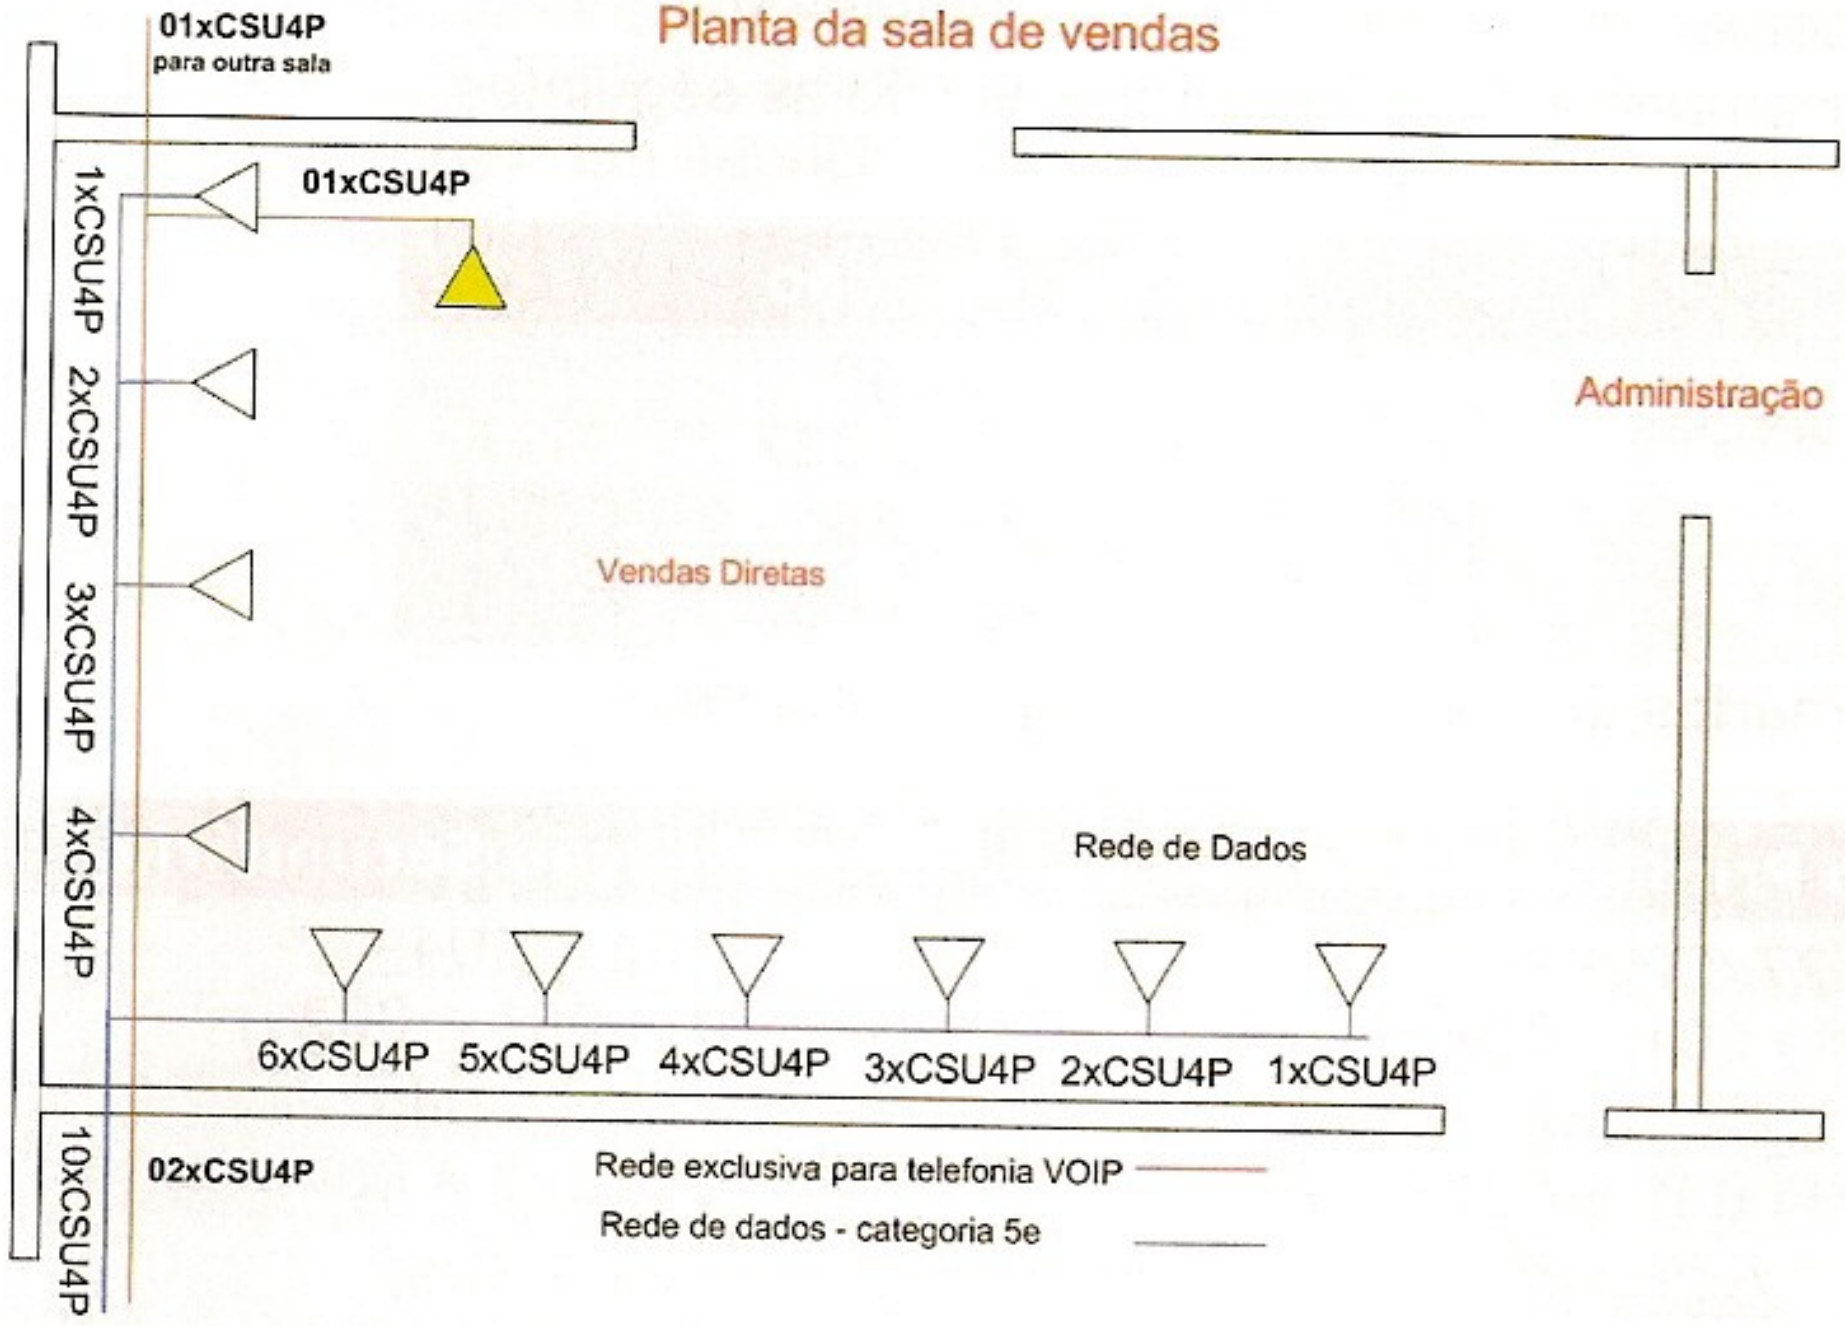 Planta da sala de vendas
01xCSU4P
para outra sala
01xCSU4P
1xCSU4P
2xCSU4P
3xCSU4P
4xCSU4P
Administração
Vendas Diretas
Rede de Dados
6xCSU4P
5xCSU4P
4xCSU4P
3xCSU4P
2xCSU4P
1xCSU4P
10xCSU4P
02xCSU4P
Rede exclusiva para telefonia VOIP
Rede de dados - categoria 5e